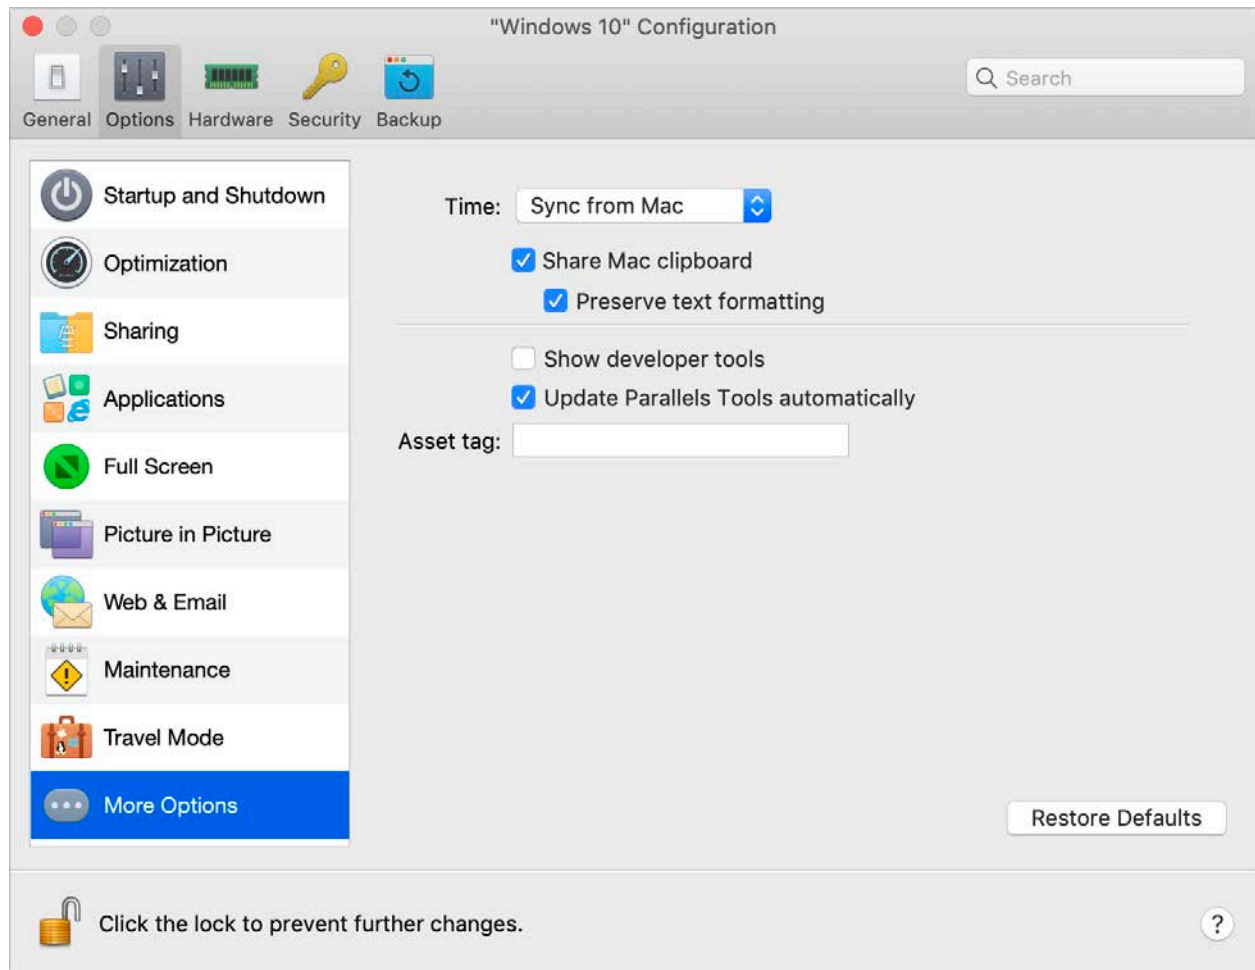 "Windows 10" Configuration
General Options Hardware Security Backup
Search
Startup and Shutdown
Optimization
Sharing
Applications
Full Screen
Picture in Picture
Web & Email
Maintenance
Travel Mode
More Options
Time: Sync from Mac
Share Mac clipboard
Preserve text formatting
Show developer tools
Update Parallels Tools automatically
Asset tag:
Restore Defaults
Click the lock to prevent further changes.
?